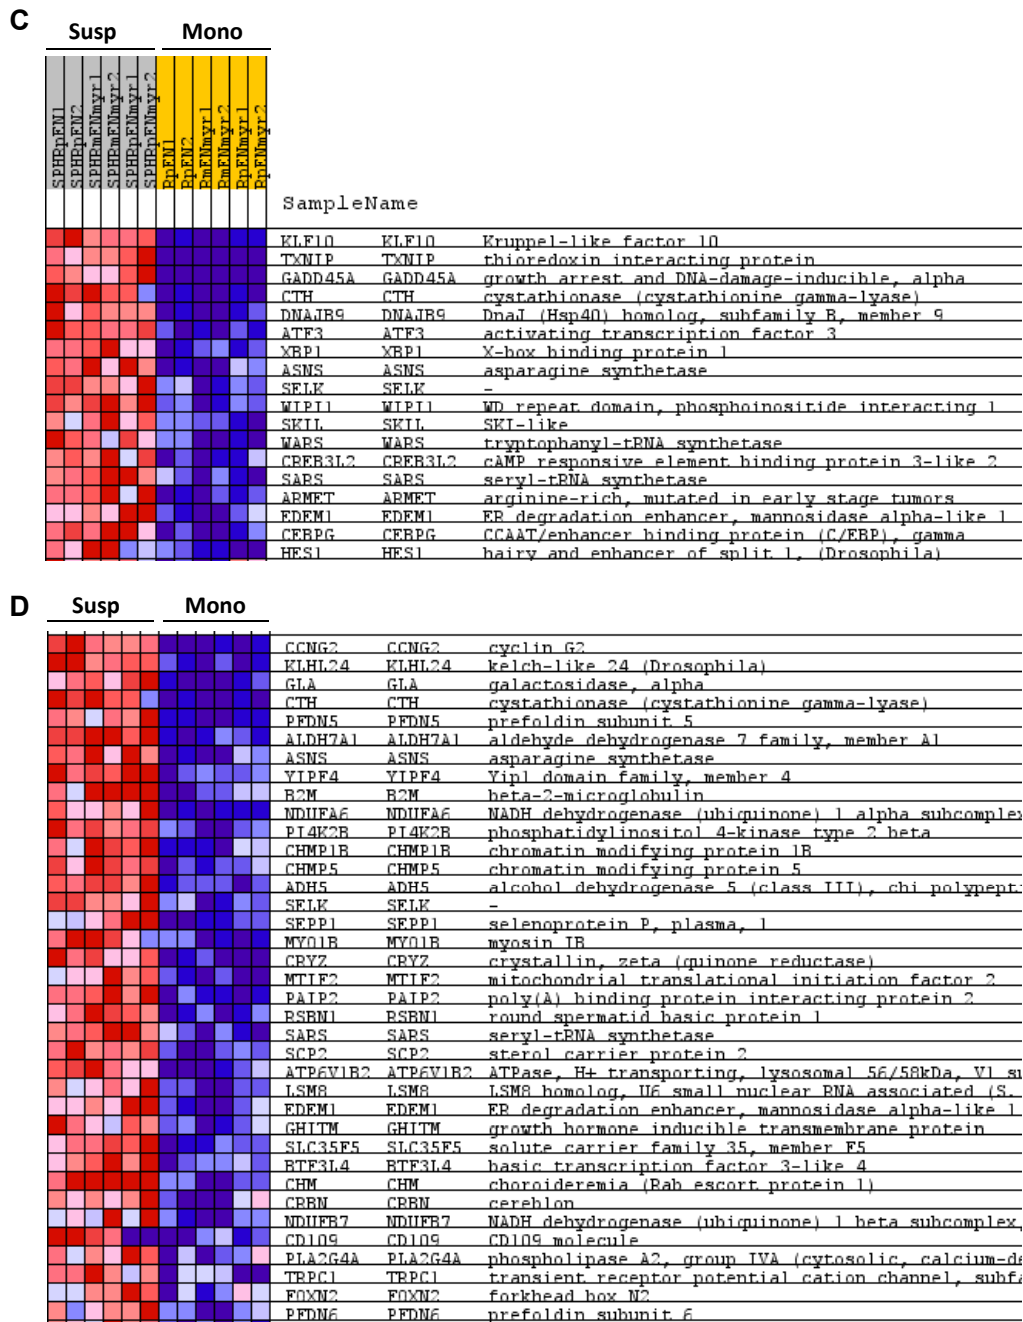 C
Susp Mono
SPHRpEN1 SPHRpEN2 SPHRmENmyr1 SPHRmENmyr2 SPHRpENmyr1 SPHRpENmyr2 RpEN1 RpEN2 RmENmyr1 RmENmyr2 RpENmyr1 RpENmyr2
SampleName
KLF10 KLF10 Kruppel-like factor 10
TXNIP TXNIP thioredoxin interacting protein
GADD45A GADD45A growth arrest and DNA-damage-inducible, alpha
CTH CTH cystathionase (cystathionine gamma-lyase)
DNAJB9 DNAJB9 DnaJ (Hsp40) homolog, subfamily B, member 9
ATF3 ATF3 activating transcription factor 3
XBP1 XBP1 X-box binding protein 1
ASNS ASNS asparagine synthetase
SELK SELK -
WIPI1 WIPI1 WD repeat domain, phosphoinositide interacting 1
SKIL SKIL SKI-like
WARS WARS tryptophanyl-tRNA synthetase
CREB3L2 CREB3L2 cAMP responsive element binding protein 3-like 2
SARS SARS seryl-tRNA synthetase
ARMET ARMET arginine-rich, mutated in early stage tumors
EDEM1 EDEM1 ER degradation enhancer, mannosidase alpha-like 1
CEBPG CEBPG CCAAT/enhancer binding protein (C/EBP), gamma
HES1 HES1 hairy and enhancer of split 1, (Drosophila)
D
Susp Mono
CCNG2 CCNG2 cyclin G2
KLHL24 KLHL24 kelch-like 24 (Drosophila)
GLA GLA galactosidase, alpha
CTH CTH cystathionase (cystathionine gamma-lyase)
PFDN5 PFDN5 prefoldin subunit 5
ALDH7A1 ALDH7A1 aldehyde dehydrogenase 7 family, member A1
ASNS ASNS asparagine synthetase
YIPF4 YIPF4 Yip1 domain family, member 4
B2M B2M beta-2-microglobulin
NDUFA6 NDUFA6 NADH dehydrogenase (ubiquinone) 1 alpha subcomplex
PI4K2B PI4K2B phosphatidylinositol 4-kinase type 2 beta
CHMP1B CHMP1B chromatin modifying protein 1B
CHMP5 CHMP5 chromatin modifying protein 5
ADH5 ADH5 alcohol dehydrogenase 5 (class III), chi polypept
SELK SELK -
SEPP1 SEPP1 selenoprotein P, plasma, 1
MYO1B MYO1B myosin IB
CRYZ CRYZ crystallin, zeta (quinone reductase)
MTIF2 MTIF2 mitochondrial translational initiation factor 2
PAIP2 PAIP2 poly(A) binding protein interacting protein 2
RSBN1 RSBN1 round spermatid basic protein 1
SARS SARS seryl-tRNA synthetase
SCP2 SCP2 sterol carrier protein 2
ATP6V1B2 ATP6V1B2 ATPase, H+ transporting, lysosomal 56/58kDa, V1 su
LSM8 LSM8 LSM8 homolog, U6 small nuclear RNA associated (S.
EDEM1 EDEM1 ER degradation enhancer, mannosidase alpha-like 1
GHITM GHITM growth hormone inducible transmembrane protein
SLC35F5 SLC35F5 solute carrier family 35, member F5
BTF3L4 BTF3L4 basic transcription factor 3-like 4
CHM CHM choroideremia (Rab escort protein 1)
CRBN CRBN cereblon
NDUFB7 NDUFB7 NADH dehydrogenase (ubiquinone) 1 beta subcomplex,
CD109 CD109 CD109 molecule
PLA2G4A PLA2G4A phospholipase A2, group IVA (cytosolic, calcium-de
TRPC1 TRPC1 transient receptor potential cation channel, subfa
FOXN2 FOXN2 forkhead box N2
PFDN6 PFDN6 prefoldin subunit 6